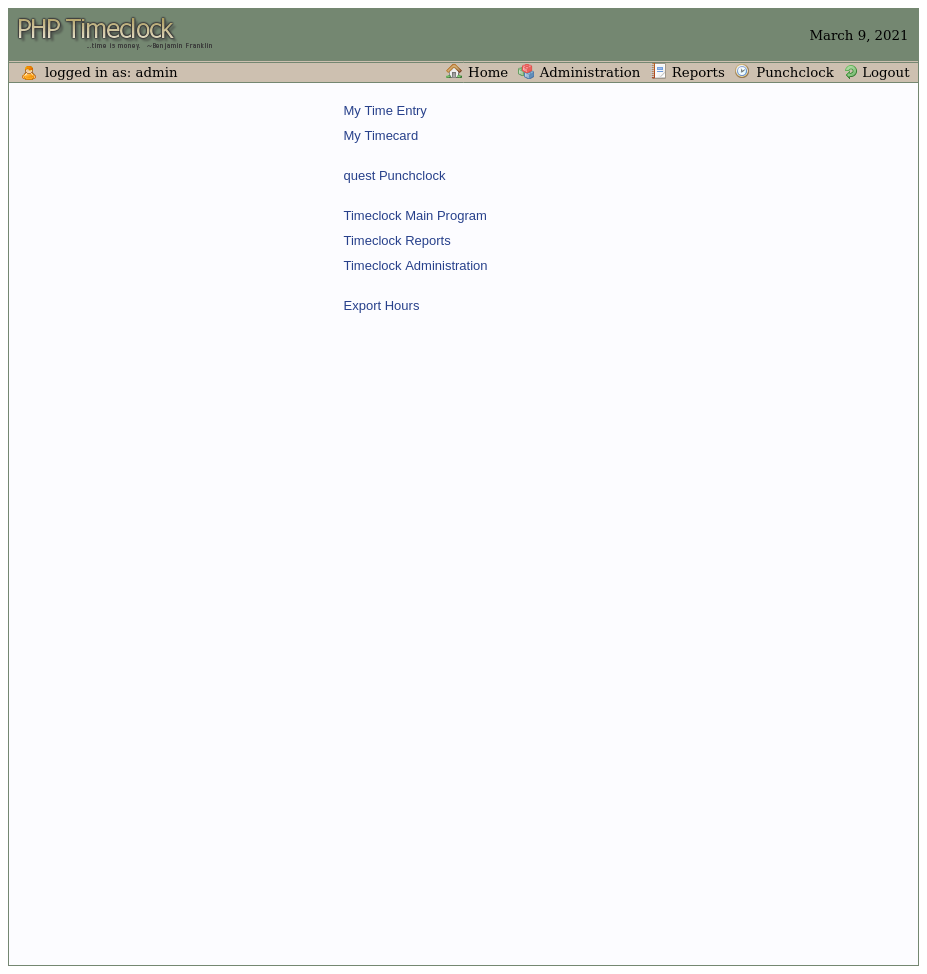 PHP Timeclock
...time is money. —Benjamin Franklin
March 9, 2021
logged in as: admin Home Administration Reports Punchclock Logout
My Time Entry
My Timecard
quest Punchclock
Timeclock Main Program
Timeclock Reports
Timeclock Administration
Export Hours